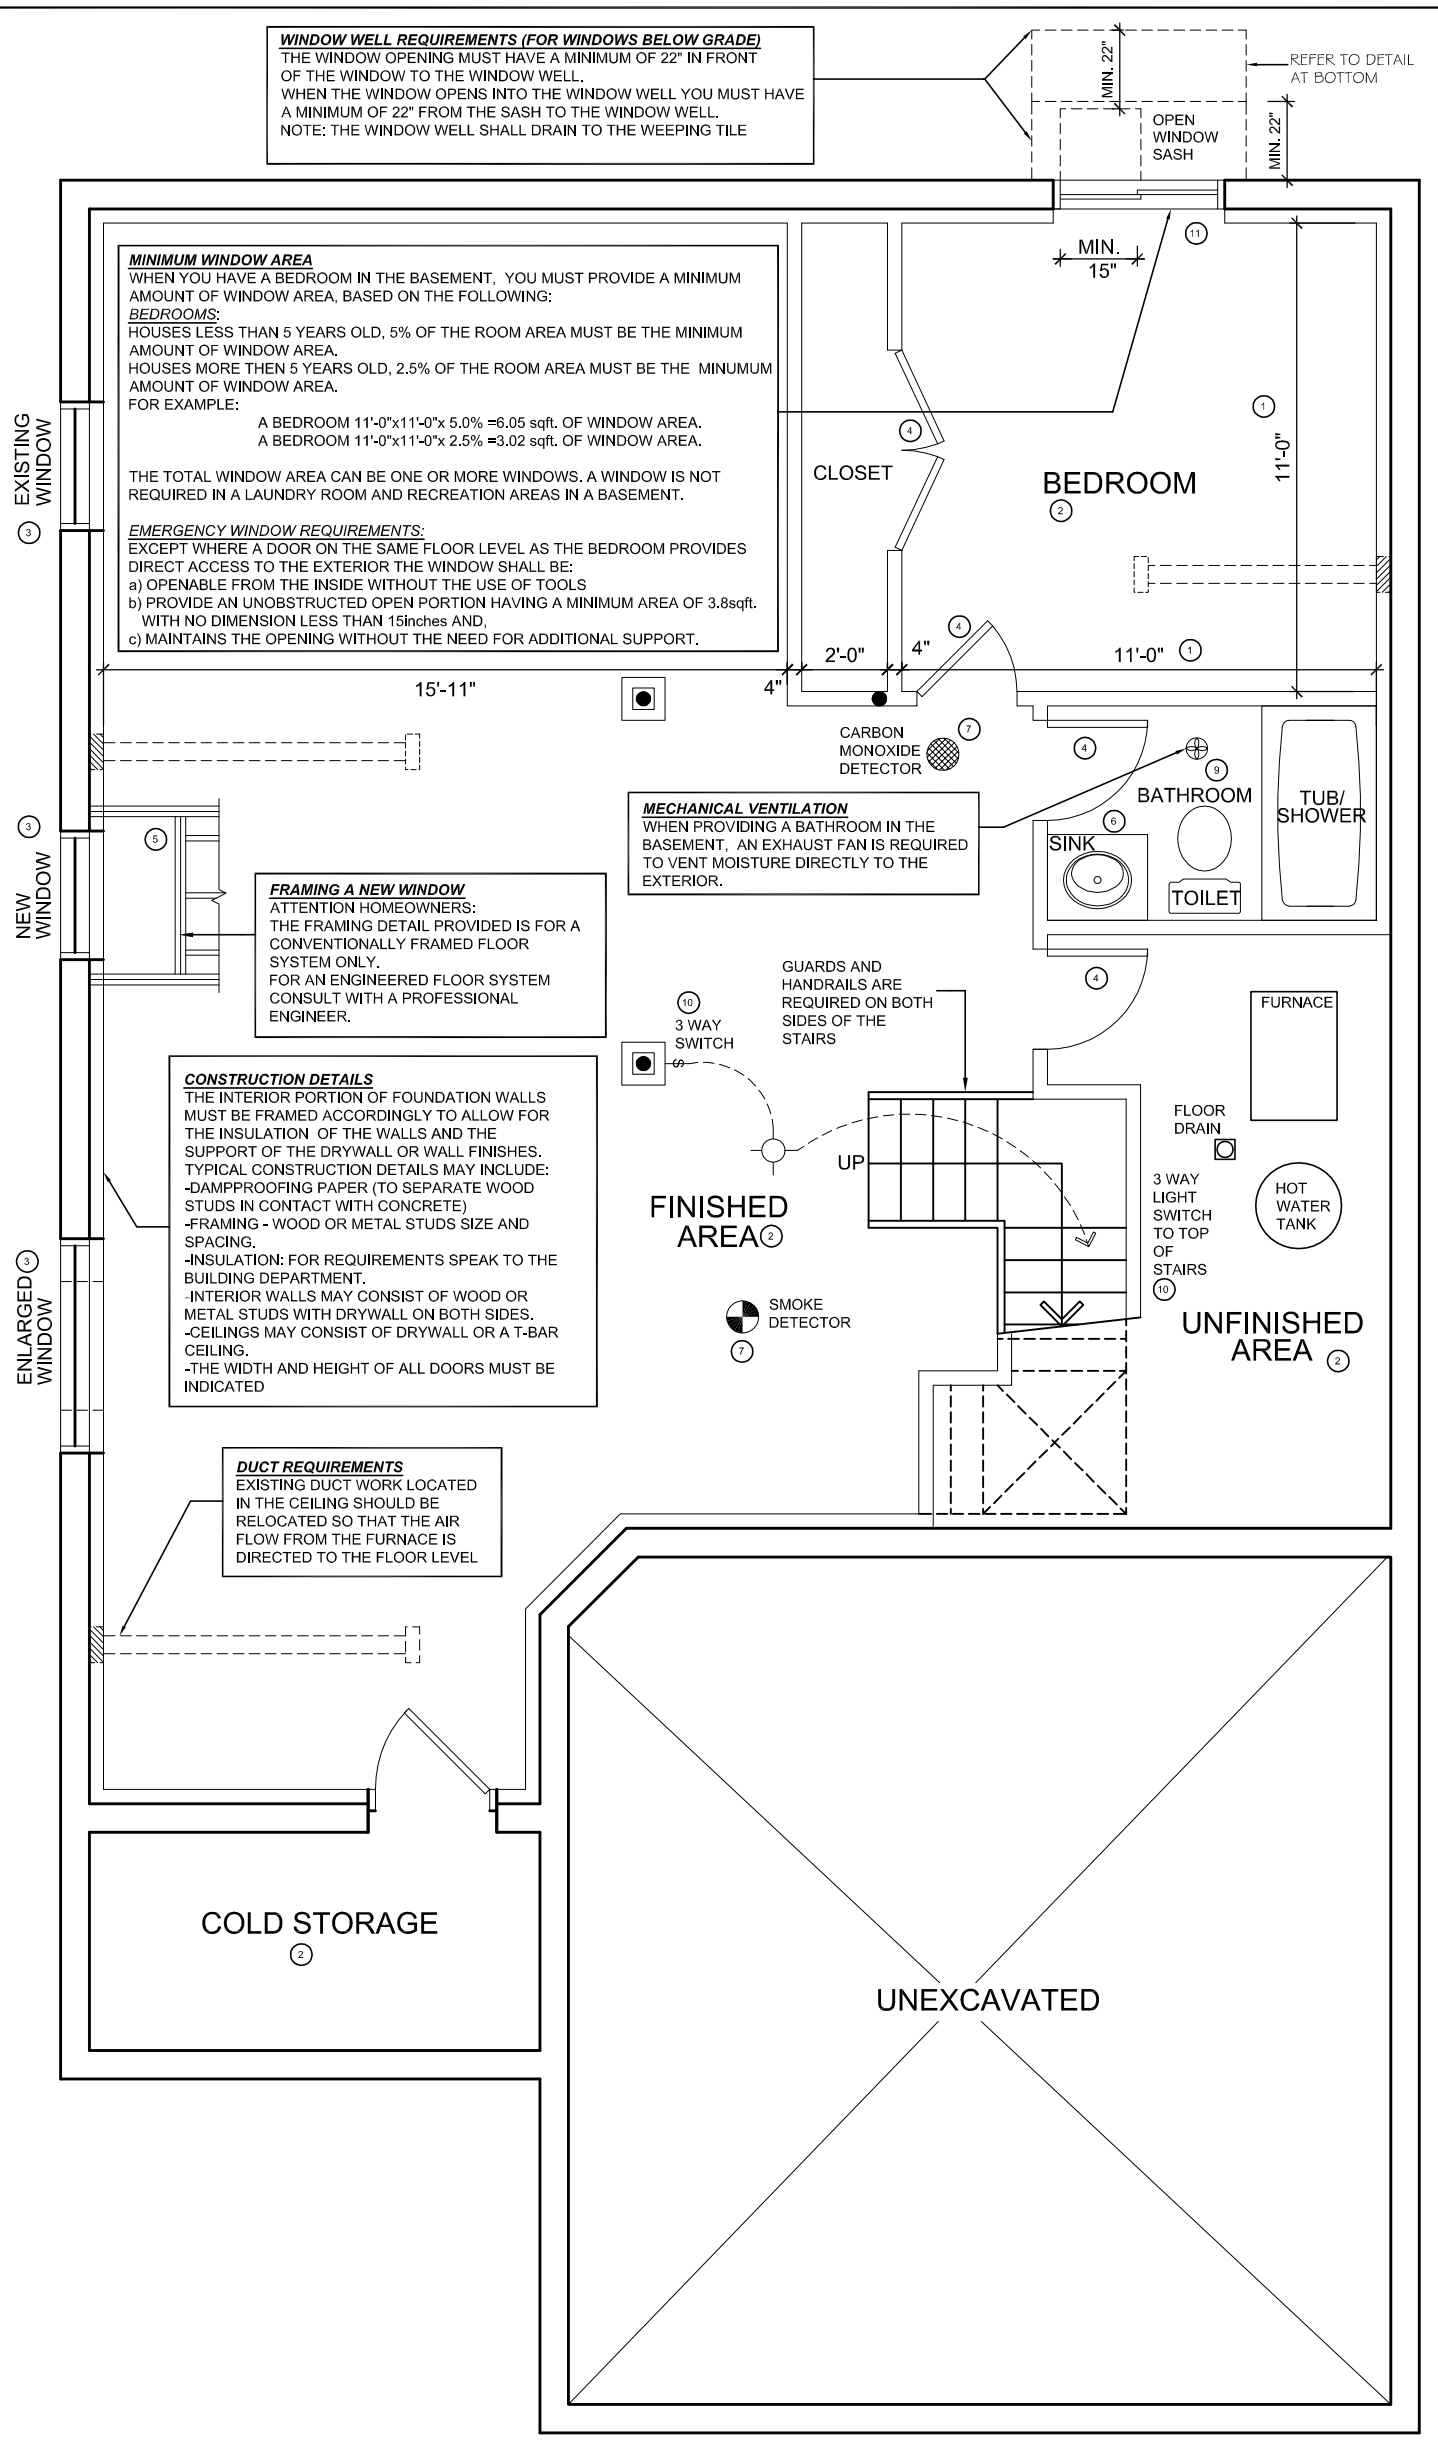 WINDOW WELL REQUIREMENTS (FOR WINDOWS BELOW GRADE)
THE WINDOW OPENING MUST HAVE A MINIMUM OF 22" IN FRONT
OF THE WINDOW TO THE WINDOW WELL.
WHEN THE WINDOW OPENS INTO THE WINDOW WELL YOU MUST HAVE
A MINIMUM OF 22" FROM THE SASH TO THE WINDOW WELL.
NOTE: THE WINDOW WELL SHALL DRAIN TO THE WEEPING TILE
MIN. 22"
REFER TO DETAIL
AT BOTTOM
OPEN
WINDOW
SASH
MIN. 22"
MINIMUM WINDOW AREA
WHEN YOU HAVE A BEDROOM IN THE BASEMENT, YOU MUST PROVIDE A MINIMUM
AMOUNT OF WINDOW AREA, BASED ON THE FOLLOWING:
BEDROOMS:
HOUSES LESS THAN 5 YEARS OLD, 5% OF THE ROOM AREA MUST BE THE MINIMUM
AMOUNT OF WINDOW AREA.
HOUSES MORE THEN 5 YEARS OLD, 2.5% OF THE ROOM AREA MUST BE THE MINUMUM
AMOUNT OF WINDOW AREA.
FOR EXAMPLE:
A BEDROOM 11'-0"x11'-0"x 5.0% =6.05 sqft. OF WINDOW AREA.
A BEDROOM 11'-0"x11'-0"x 2.5% =3.02 sqft. OF WINDOW AREA.
THE TOTAL WINDOW AREA CAN BE ONE OR MORE WINDOWS. A WINDOW IS NOT
REQUIRED IN A LAUNDRY ROOM AND RECREATION AREAS IN A BASEMENT.
EMERGENCY WINDOW REQUIREMENTS:
EXCEPT WHERE A DOOR ON THE SAME FLOOR LEVEL AS THE BEDROOM PROVIDES
DIRECT ACCESS TO THE EXTERIOR THE WINDOW SHALL BE:
a) OPENABLE FROM THE INSIDE WITHOUT THE USE OF TOOLS
b) PROVIDE AN UNOBSTRUCTED OPEN PORTION HAVING A MINIMUM AREA OF 3.8sqft.
WITH NO DIMENSION LESS THAN 15inches AND,
c) MAINTAINS THE OPENING WITHOUT THE NEED FOR ADDITIONAL SUPPORT.
11
MIN.
15"
EXISTING
WINDOW
3
4
CLOSET
1
11'-0"
BEDROOM
2
4
15'-11"
4"
2'-0"
4"
11'-0"
1
CARBON
MONOXIDE
DETECTOR
7
4
9
BATHROOM
6
SINK
TOILET
TUB/
SHOWER
MECHANICAL VENTILATION
WHEN PROVIDING A BATHROOM IN THE
BASEMENT, AN EXHAUST FAN IS REQUIRED
TO VENT MOISTURE DIRECTLY TO THE
EXTERIOR.
3
NEW
WINDOW
5
FRAMING A NEW WINDOW
ATTENTION HOMEOWNERS:
THE FRAMING DETAIL PROVIDED IS FOR A
CONVENTIONALLY FRAMED FLOOR
SYSTEM ONLY.
FOR AN ENGINEERED FLOOR SYSTEM
CONSULT WITH A PROFESSIONAL
ENGINEER.
GUARDS AND
HANDRAILS ARE
REQUIRED ON BOTH
SIDES OF THE
STAIRS
4
FURNACE
10
3 WAY
SWITCH
S
CONSTRUCTION DETAILS
THE INTERIOR PORTION OF FOUNDATION WALLS
MUST BE FRAMED ACCORDINGLY TO ALLOW FOR
THE INSULATION OF THE WALLS AND THE
SUPPORT OF THE DRYWALL OR WALL FINISHES.
TYPICAL CONSTRUCTION DETAILS MAY INCLUDE:
-DAMPPROOFING PAPER (TO SEPARATE WOOD
STUDS IN CONTACT WITH CONCRETE)
-FRAMING - WOOD OR METAL STUDS SIZE AND
SPACING.
-INSULATION: FOR REQUIREMENTS SPEAK TO THE
BUILDING DEPARTMENT.
-INTERIOR WALLS MAY CONSIST OF WOOD OR
METAL STUDS WITH DRYWALL ON BOTH SIDES.
-CEILINGS MAY CONSIST OF DRYWALL OR A T-BAR
CEILING.
-THE WIDTH AND HEIGHT OF ALL DOORS MUST BE
INDICATED
UP
FLOOR
DRAIN
3 WAY
LIGHT
SWITCH
TO TOP
OF
STAIRS
10
HOT
WATER
TANK
FINISHED
AREA 2
SMOKE
DETECTOR
7
UNFINISHED
AREA 2
3
ENLARGED
WINDOW
DUCT REQUIREMENTS
EXISTING DUCT WORK LOCATED
IN THE CEILING SHOULD BE
RELOCATED SO THAT THE AIR
FLOW FROM THE FURNACE IS
DIRECTED TO THE FLOOR LEVEL
COLD STORAGE
2
UNEXCAVATED